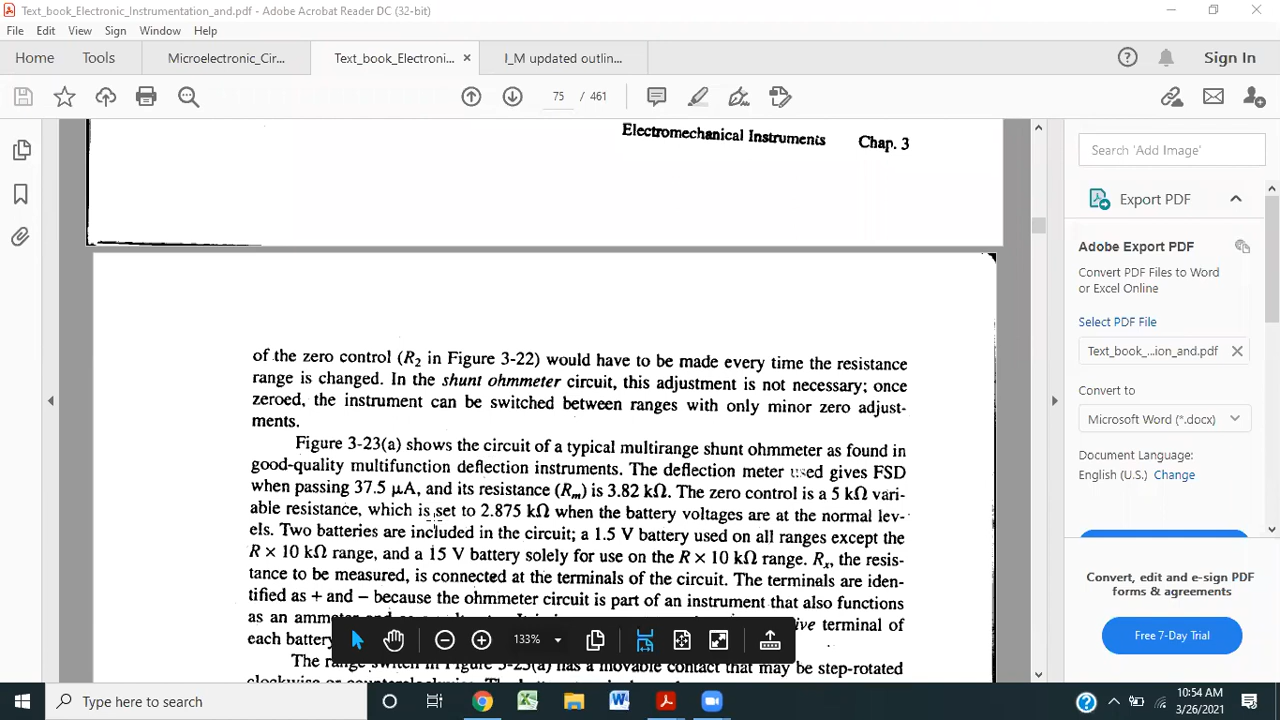 Text_book_Electronic_Instrumentation_and.pdf - Adobe Acrobat Reader DC (32-bit)
File Edit View Sign Window Help
Home Tools Microelectronic_Cir... Text_book_Electroni... × I_M updated outlin... Sign In
75 / 461
Electromechanical Instruments Chap. 3
of the zero control (R2 in Figure 3-22) would have to be made every time the resistance
range is changed. In the shunt ohmmeter circuit, this adjustment is not necessary; once
zeroed, the instrument can be switched between ranges with only minor zero adjust-
ments.
Figure 3-23(a) shows the circuit of a typical multirange shunt ohmmeter as found in
good-quality multifunction deflection instruments. The deflection meter used gives FSD
when passing 37.5 μA, and its resistance (Rm) is 3.82 kΩ. The zero control is a 5 kΩ vari-
able resistance, which is set to 2.875 kΩ when the battery voltages are at the normal lev-
els. Two batteries are included in the circuit; a 1.5 V battery used on all ranges except the
R × 10 kΩ range, and a 15 V battery solely for use on the R × 10 kΩ range. Rx, the resis-
tance to be measured, is connected at the terminals of the circuit. The terminals are iden-
tified as + and − because the ohmmeter circuit is part of an instrument that also functions
as an terminal of
each
The range switch in Figure 3-23(a) has a movable contact that may be step-rotated
133%
Search 'Add Image'
Export PDF
Adobe Export PDF
Convert PDF Files to Word
or Excel Online
Select PDF File
Text_book_...ion_and.pdf ×
Convert to
Microsoft Word (*.docx)
Document Language:
English (U.S.) Change
Convert, edit and e-sign PDF
forms & agreements
Free 7-Day Trial
Type here to search
10:54 AM
3/26/2021